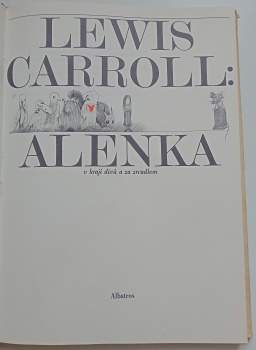 LEWIS
CARROLL:
ALENKA
v kraji divů a za zrcadlem
Albatros